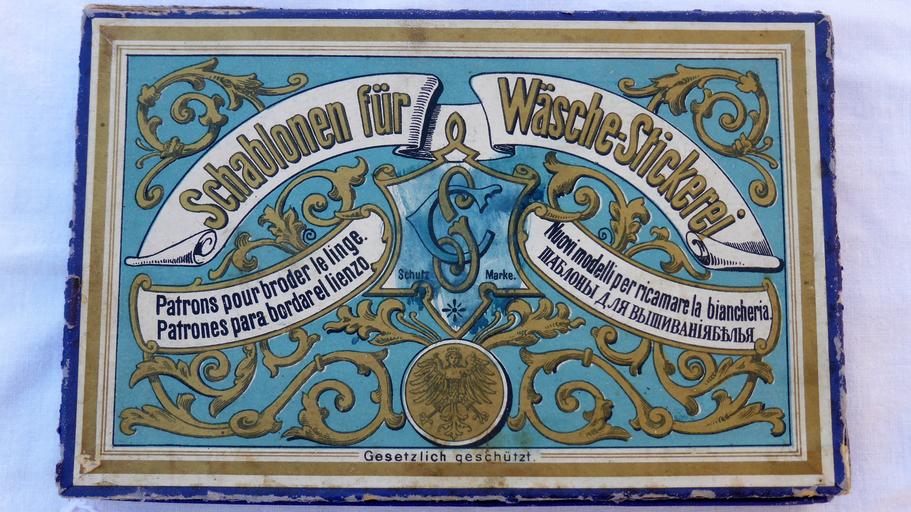 Schablonen für Wäsche-Stickerei
Patrons pour broder le linge.
Patrones para bordar el lienzo.
Nuovi modelli per ricamare la biancheria.
ШАБЛОНЫ ДЛЯ ВЫШИВАНІЯ БѢЛЬЯ
Schutz Marke.
Gesetzlich geschützt.